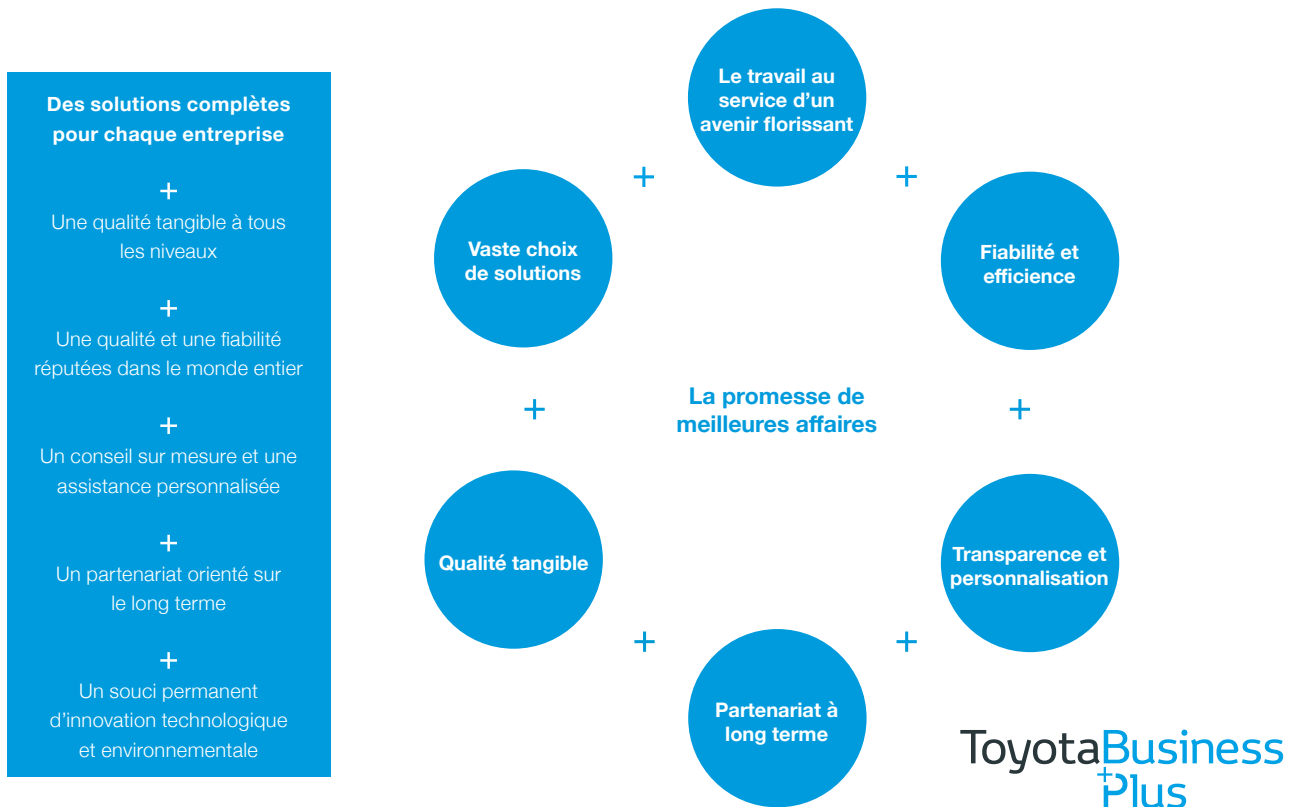 Des solutions complètes
pour chaque entreprise
+
Une qualité tangible à tous
les niveaux
+
Une qualité et une fiabilité
réputées dans le monde entier
+
Un conseil sur mesure et une
assistance personnalisée
+
Un partenariat orienté sur
le long terme
+
Un souci permanent
d’innovation technologique
et environnementale
Le travail au
service d’un
avenir florissant
+
+
Vaste choix
de solutions
Fiabilité et
efficience
La promesse de
meilleures affaires
+
+
Qualité tangible
Transparence et
personnalisation
+
+
Partenariat à
long terme
ToyotaBusiness
+Plus